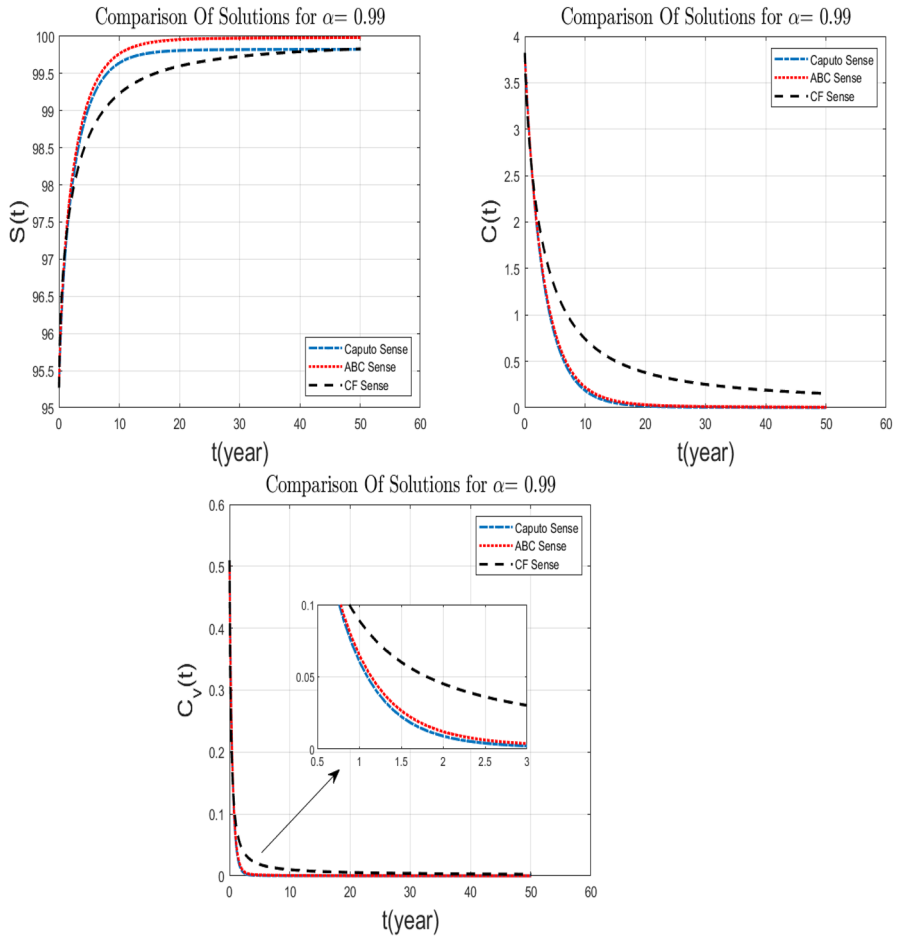 Comparison Of Solutions for α= 0.99
100
99.5
99
98.5
98
97.5
97
96.5
96
95.5
95
S(t)
Caputo Sense
ABC Sense
CF Sense
0 10 20 30 40 50 60
t(year)
Comparison Of Solutions for α= 0.99
4
3.5
3
2.5
2
1.5
1
0.5
0
C(t)
Caputo Sense
ABC Sense
CF Sense
0 10 20 30 40 50 60
t(year)
Comparison Of Solutions for α= 0.99
0.6
0.5
0.4
0.3
0.2
0.1
0
Cv(t)
Caputo Sense
ABC Sense
CF Sense
0.1
0.05
0
0.5 1 1.5 2 2.5 3
0 10 20 30 40 50 60
t(year)